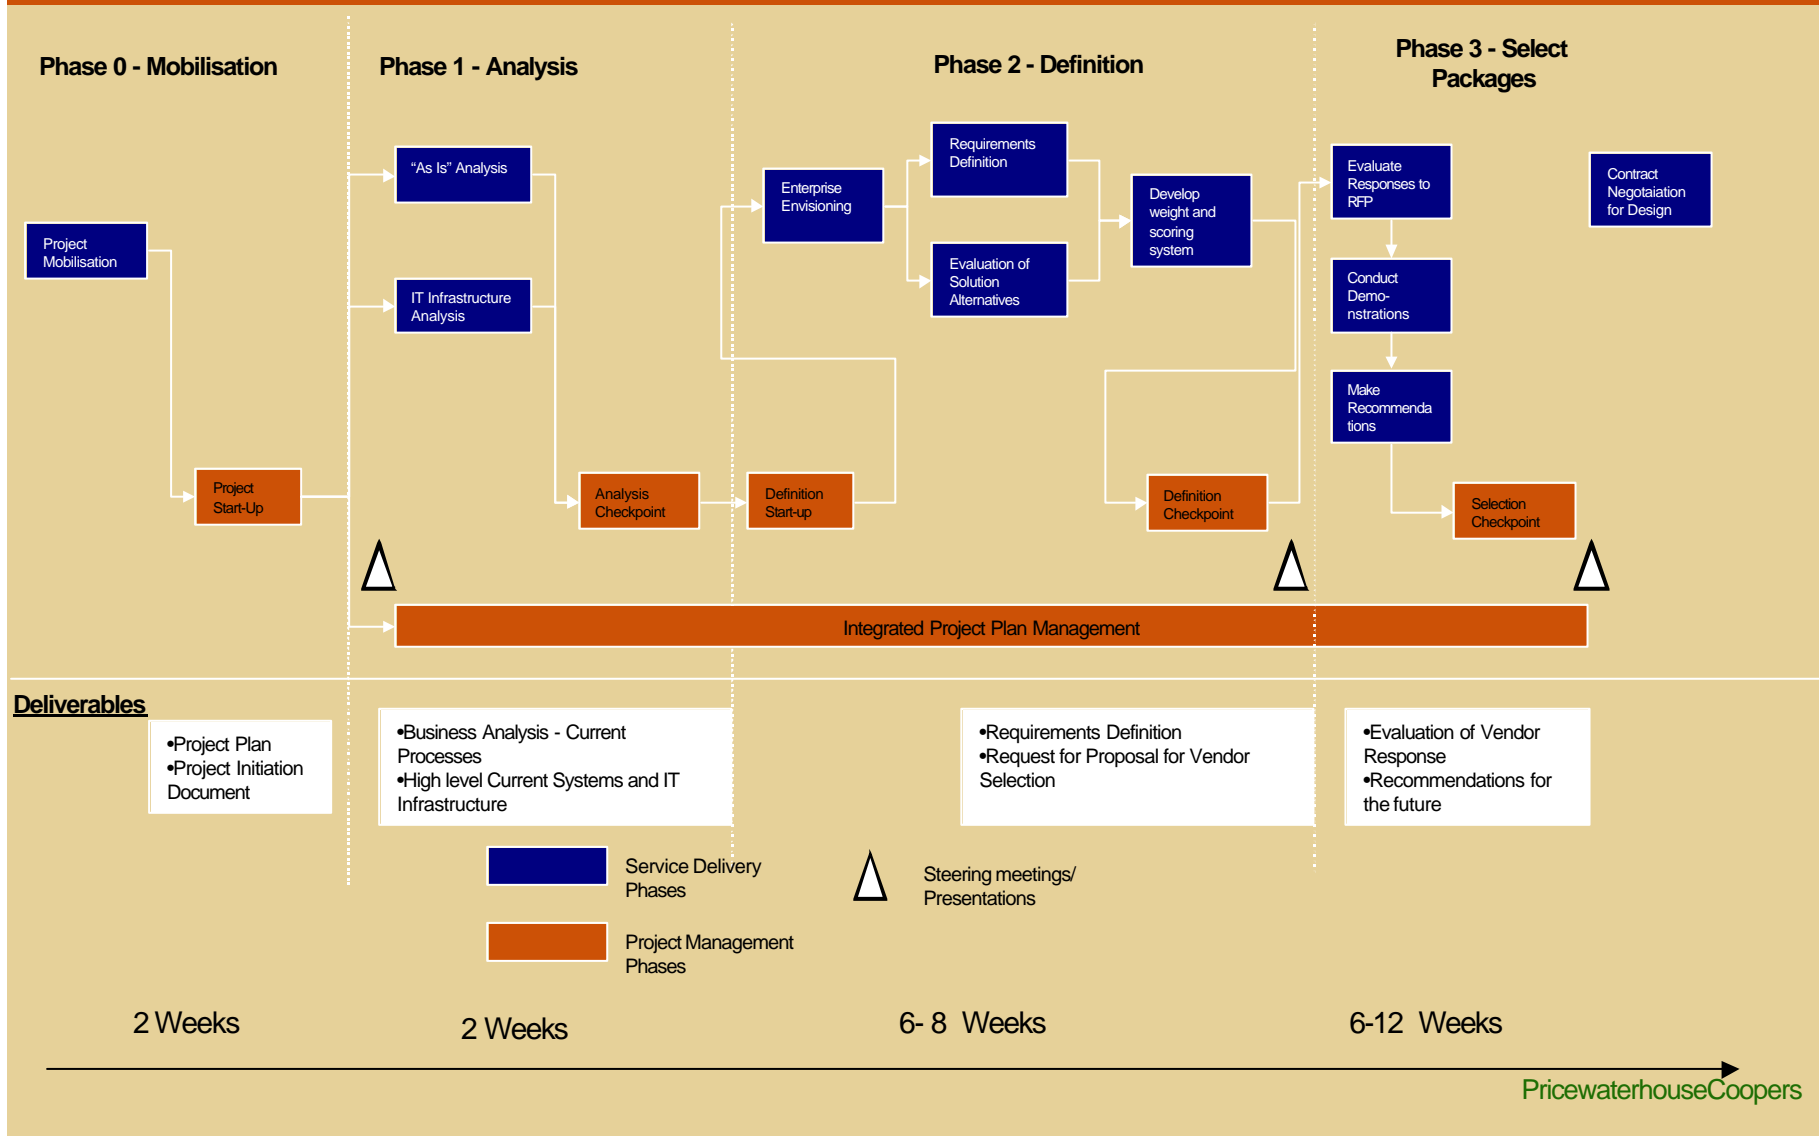 Phase 0 - Mobilisation
Phase 1 - Analysis
Phase 2 - Definition
Phase 3 - Select
Packages
Project
Mobilisation
Project
Start-Up
“As Is” Analysis
IT Infrastructure
Analysis
Analysis
Checkpoint
Definition
Start-up
Enterprise
Envisioning
Requirements
Definition
Evaluation of
Solution
Alternatives
Develop
weight and
scoring
system
Definition
Checkpoint
Evaluate
Responses to
RFP
Conduct
Demo-
nstrations
Make
Recommenda
tions
Selection
Checkpoint
Contract
Negotaiation
for Design
Integrated Project Plan Management
Deliverables
•Project Plan
•Project Initiation
Document
•Business Analysis - Current
Processes
•High level Current Systems and IT
Infrastructure
•Requirements Definition
•Request for Proposal for Vendor
Selection
•Evaluation of Vendor
Response
•Recommendations for
the future
Service Delivery
Phases
Project Management
Phases
Steering meetings/
Presentations
2 Weeks
2 Weeks
6- 8 Weeks
6-12 Weeks
PricewaterhouseCoopers